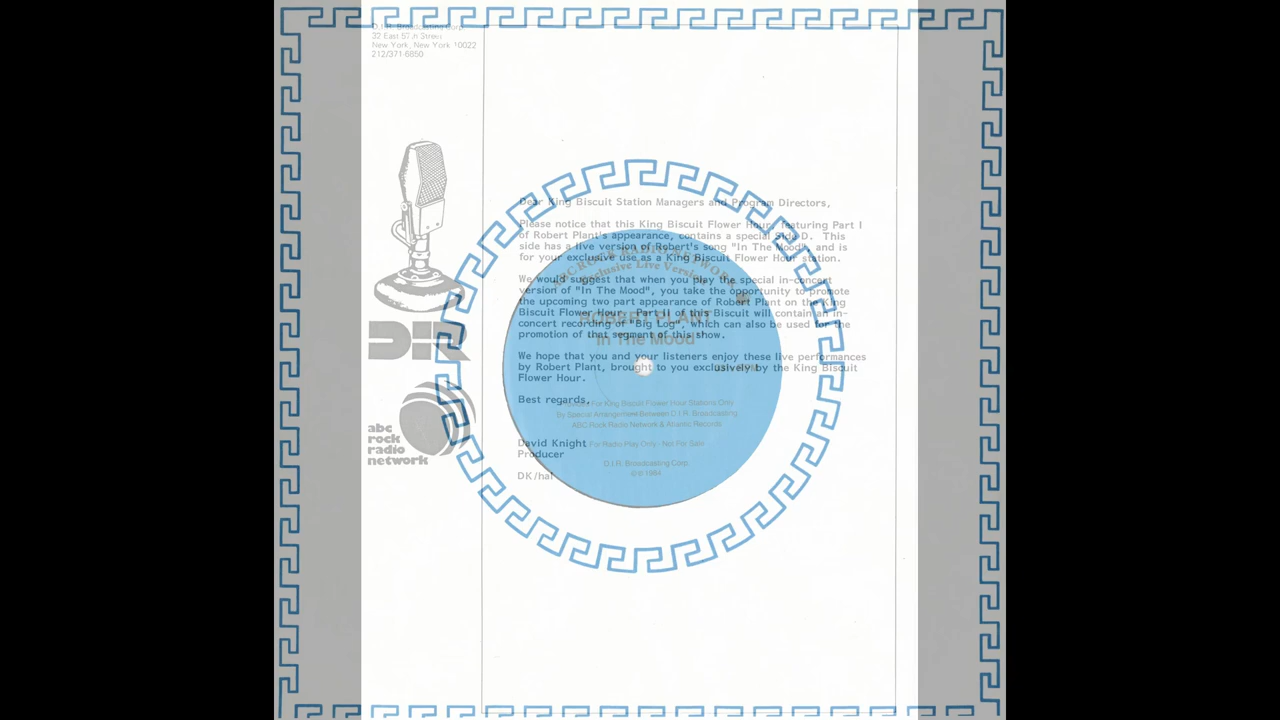 D.I.R. Broadcasting Corp.
32 East 57th Street
New York, New York 10022
212/371-6850
Dear King Biscuit Station Managers and Program Directors,
Please notice that this King Biscuit Flower Hour, featuring Part I
of Robert Plant's appearance, contains a special Side D. This
side has a live version of Robert's song "In The Mood", and is
for your exclusive use as a King Biscuit Flower Hour station.
We would suggest that when you play the special in-concert
version of "In The Mood", you take the opportunity to promote
the upcoming two part appearance of Robert Plant on the King
Biscuit Flower Hour. Part II of this Biscuit will contain an in-
concert recording of "Big Log", which can also be used for the
promotion of that segment of this show.
We hope that you and your listeners enjoy these live performances
by Robert Plant, brought to you exclusively by the King Biscuit
Flower Hour.
Best regards,
David Knight
Producer
DK/hal
DIR
abc
rock
radio
network
ABC ROCK RADIO NETWORK
Exclusive Live Version
ROBERT PLANT
"In The Mood"
For King Biscuit Flower Hour Stations Only
by Special Arrangement Between D.I.R. Broadcasting
ABC Rock Radio Network & Atlantic Records
For Radio Play Only - Not For Sale
D.I.R. Broadcasting Corp.
©℗ 1984